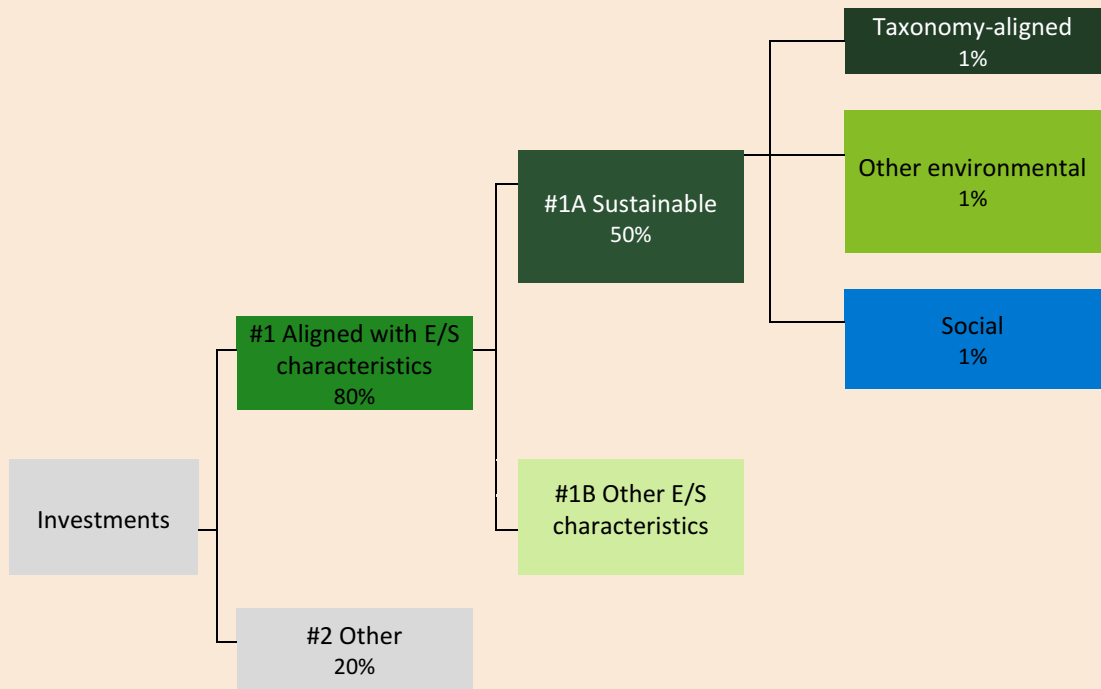 Taxonomy-aligned
1%
Other environmental
1%
#1A Sustainable
50%
Social
1%
#1 Aligned with E/S
characteristics
80%
#1B Other E/S
characteristics
Investments
#2 Other
20%